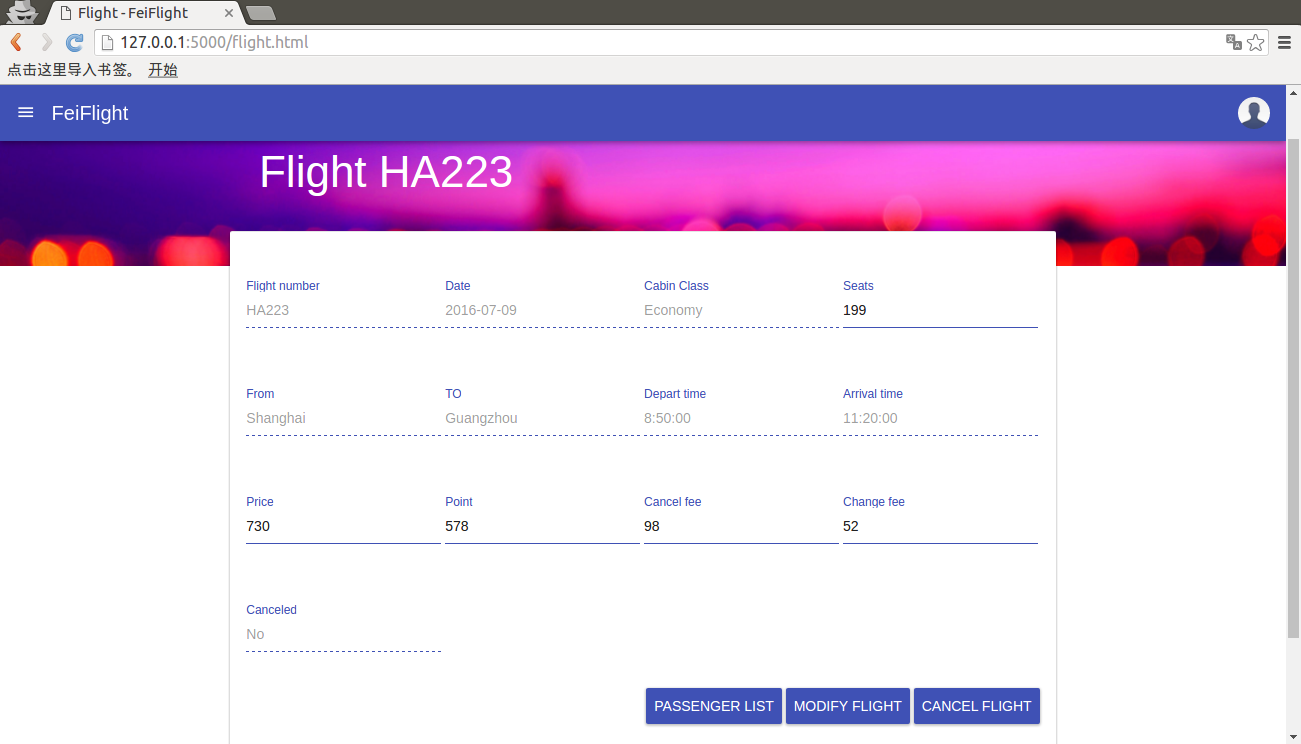 Flight - FeiFlight
127.0.0.1:5000/flight.html
点击这里导入书签。 开始
FeiFlight
Flight HA223
Flight number Date Cabin Class Seats
HA223 2016-07-09 Economy 199
From TO Depart time Arrival time
Shanghai Guangzhou 8:50:00 11:20:00
Price Point Cancel fee Change fee
730 578 98 52
Canceled
No
PASSENGER LIST MODIFY FLIGHT CANCEL FLIGHT